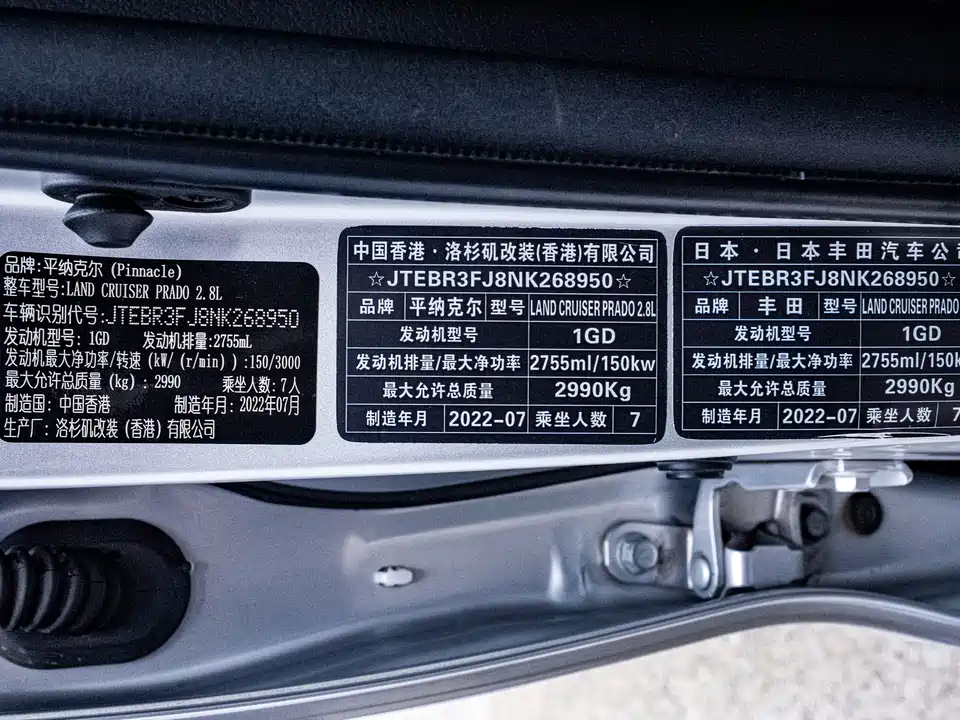 品牌:平纳克尔 (Pinnacle)
整车型号:LAND CRUISER PRADO 2.8L
车辆识别代号:JTEBR3FJ8NK268950
发动机型号: 1GD 发动机排量:2755mL
发动机最大净功率/转速 (kW/ (r/min) ) :150/3000
最大允许总质量 (kg) : 2990 乘坐人数: 7人
制造国: 中国香港 制造年月: 2022年07月
生产厂: 洛杉矶改装 (香港) 有限公司
中国香港·洛杉矶改装(香港)有限公司
☆JTEBR3FJ8NK268950☆
品牌 平纳克尔 型号 LAND CRUISER PRADO 2.8L
发动机型号 1GD
发动机排量/最大净功率 2755ml/150kw
最大允许总质量 2990Kg
制造年月 2022-07 乘坐人数 7
日本·日本丰田汽车公
☆JTEBR3FJ8NK268950☆
品牌 丰田 型号 LAND CRUISER PRADO
发动机型号 1GD
发动机排量/最大净功率 2755ml/150k
最大允许总质量 2990Kg
制造年月 2022-07 乘坐人数 7